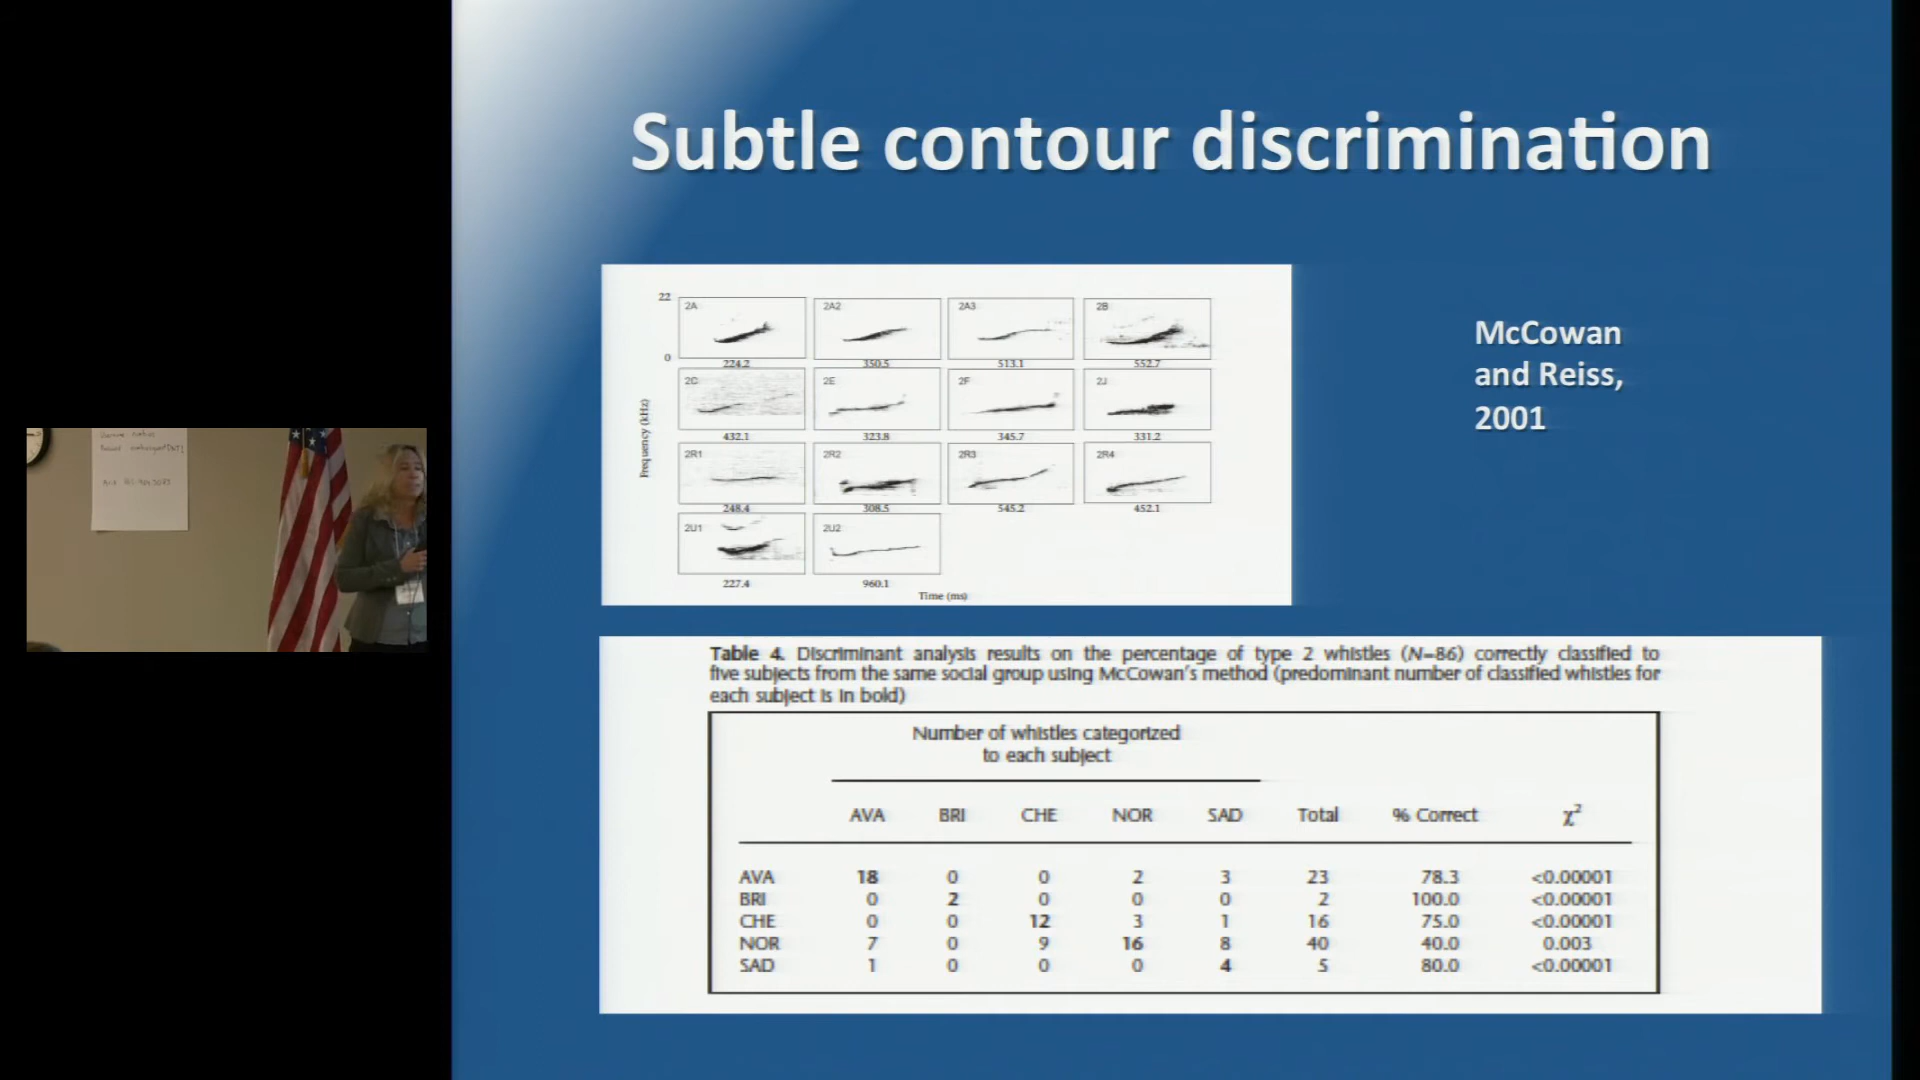 Subtle contour discrimination
McCowan
and Reiss,
2001
22
0
Frequency (kHz)
2A 2A2 2A3 2B
224.2 350.5 513.1 552.7
2E 2F 2J
432.1 323.8 345.7 331.2
2R1 2R2 2R3 2R4
248.4 308.5 545.2 452.1
2U1 2U2
227.4 960.1
Time (ms)
Table 4. Discriminant analysis results on the percentage of type 2 whistles (N=86) correctly classified to
five subjects from the same social group using McCowan's method (predominant number of classified whistles for
each subject is in bold)
Number of whistles categorized
to each subject
AVA BRI CHE NOR SAD Total % Correct χ²
AVA 18 0 0 2 3 23 78.3 <0.00001
BRI 0 2 0 0 0 2 100.0 <0.00001
CHE 0 0 12 3 1 16 75.0 <0.00001
NOR 7 0 9 16 8 40 40.0 0.003
SAD 1 0 0 0 4 5 80.0 <0.00001